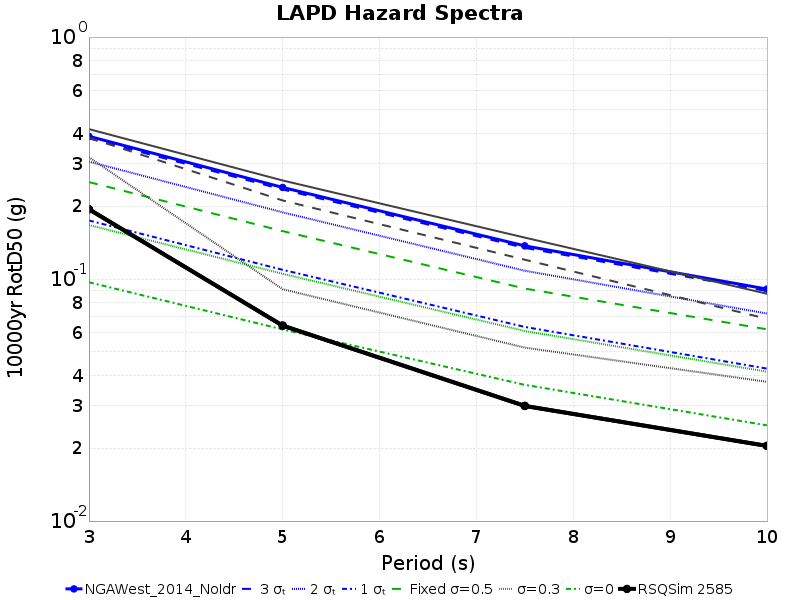 LAPD Hazard Spectra
10⁰
8
6
4
3
2
10⁻¹
8
6
4
3
2
10⁻²
10000yr RotD50 (g)
3 4 5 6 7 8 9 10
Period (s)
NGAWest_2014_NoIdr 3 σₜ 2 σₜ 1 σₜ Fixed σ=0.5 σ=0.3 σ=0 RSQSim 2585